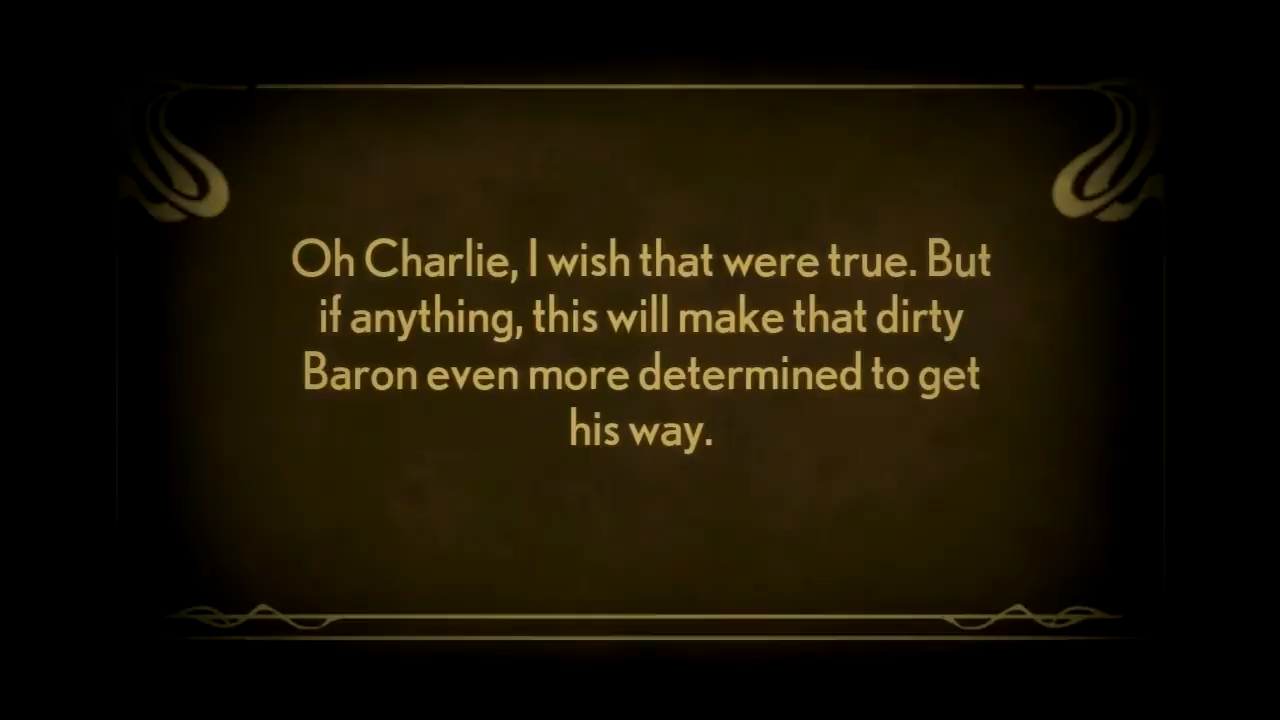 Oh Charlie, I wish that were true. But
if anything, this will make that dirty
Baron even more determined to get
his way.